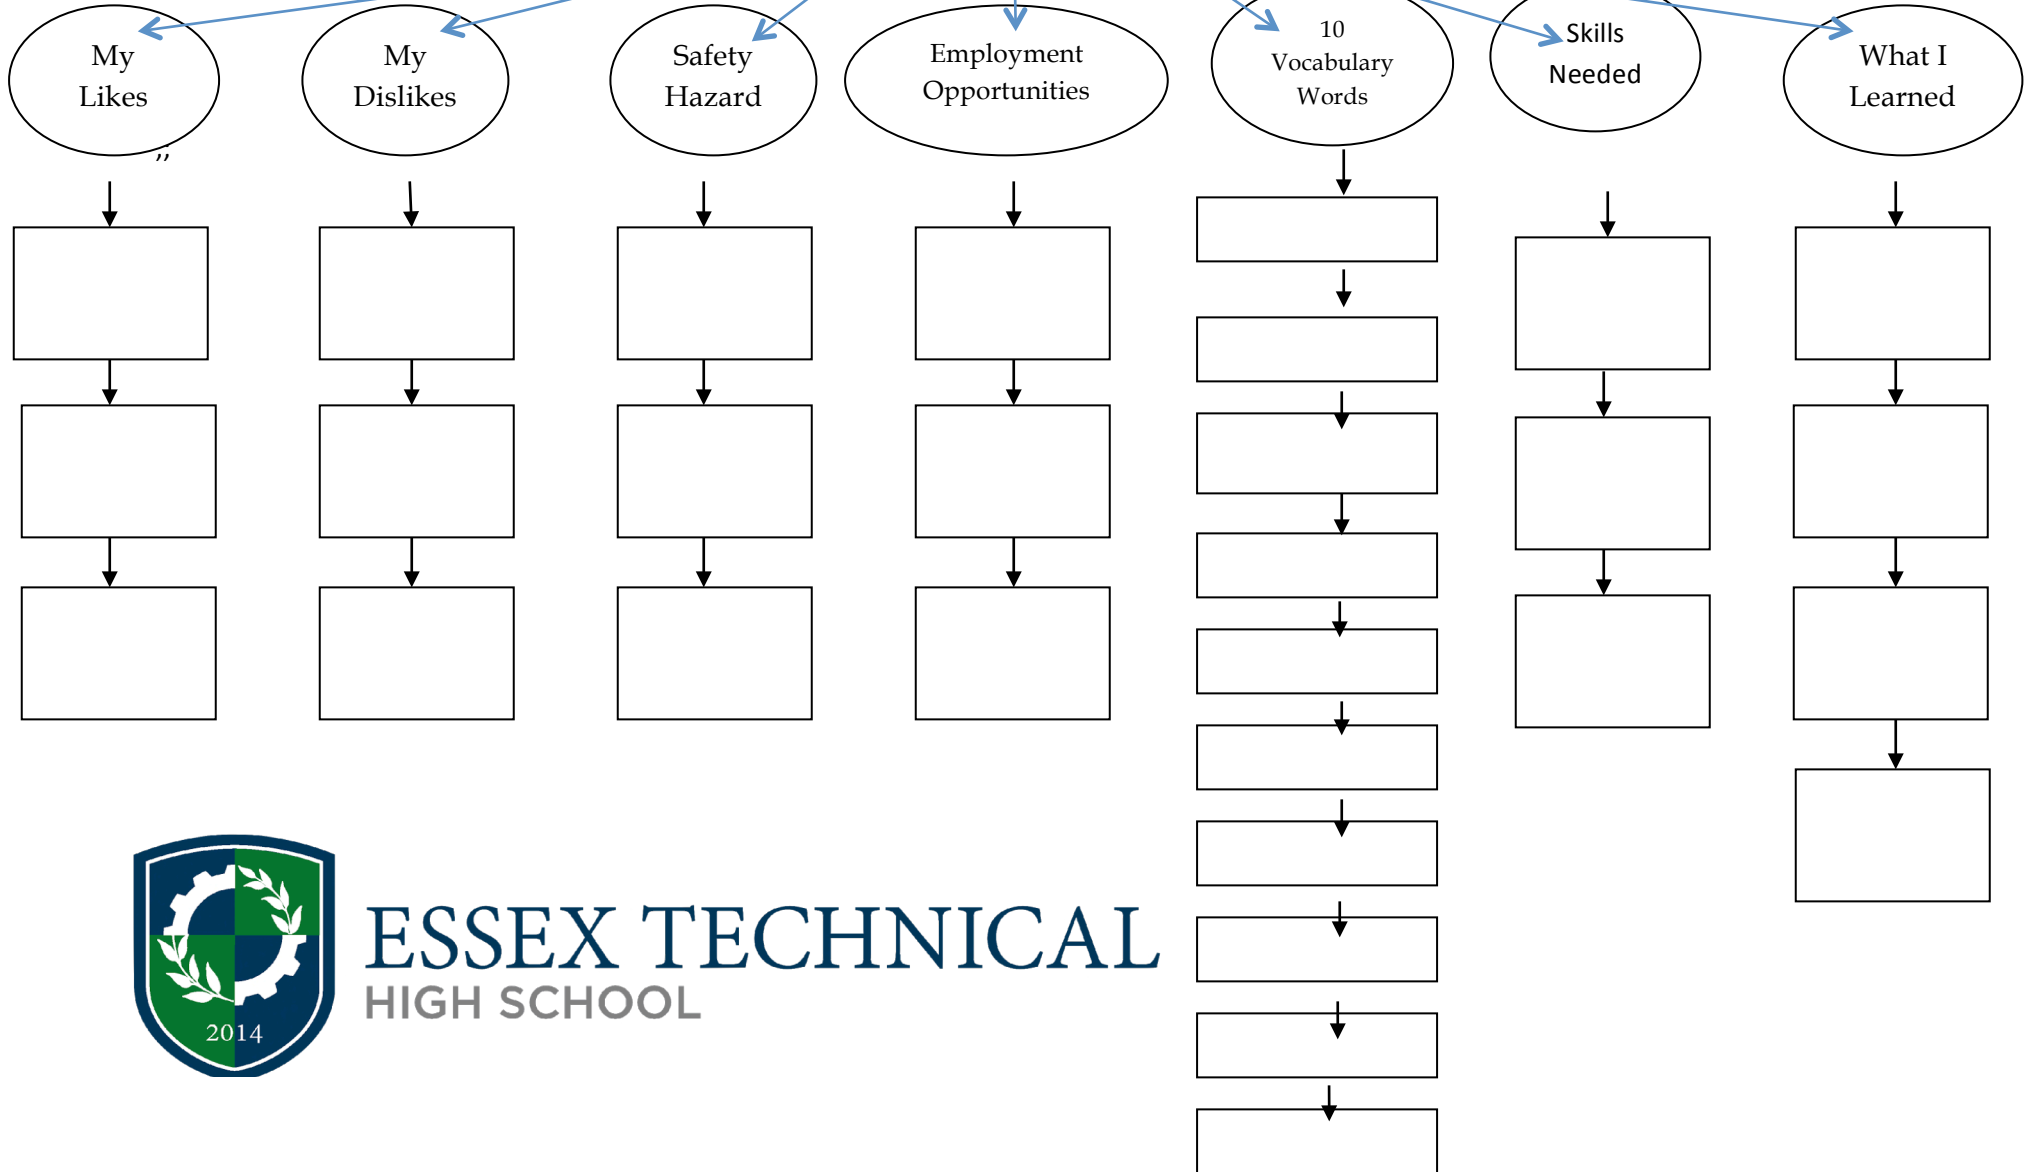 My
Likes
My
Dislikes
Safety
Hazard
Employment
Opportunities
10
Vocabulary
Words
Skills
Needed
What I
Learned
,,
ESSEX TECHNICAL
HIGH SCHOOL
2014